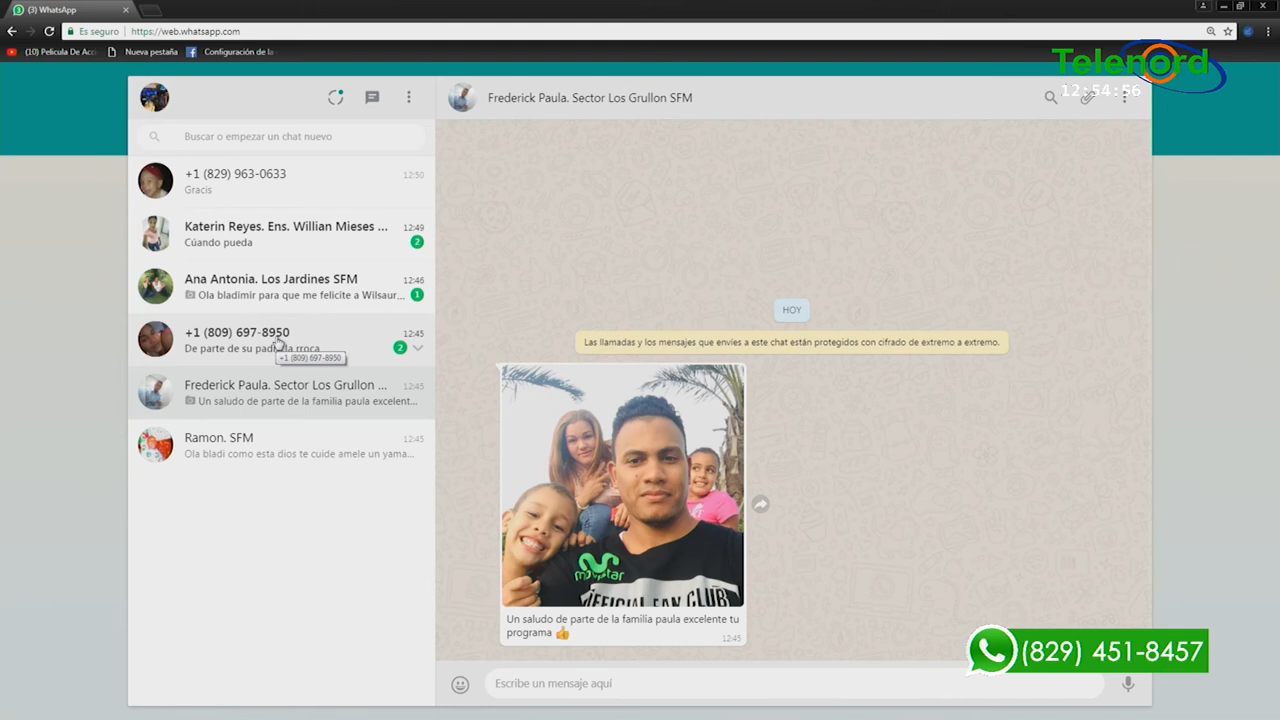 (3) WhatsApp
Es seguro
https://web.whatsapp.com
(10) Pelicula De Acc
Nueva pestaña
Configuración de la
Telenord
12:54:56
Buscar o empezar un chat nuevo
+1 (829) 963-0633
12:50
Gracis
Katerin Reyes. Ens. Willian Mieses ...
12:49
Cúando pueda
2
Ana Antonia. Los Jardines SFM
12:46
Ola bladimir para que me felicite a Wilsaur...
1
+1 (809) 697-8950
12:45
De parte de su pad rroca
2
+1 (809) 697-8950
Frederick Paula. Sector Los Grullon ...
12:45
Un saludo de parte de la familia paula excelent...
Ramon. SFM
12:45
Ola bladi como esta dios te cuide amele un yama...
Frederick Paula. Sector Los Grullon SFM
HOY
Las llamadas y los mensajes que envíes a este chat están protegidos con cifrado de extremo a extremo.
movistar
OFFICIAL FAN CLUB
Un saludo de parte de la familia paula excelente tu
programa 👍
12:45
(829) 451-8457
Escribe un mensaje aquí